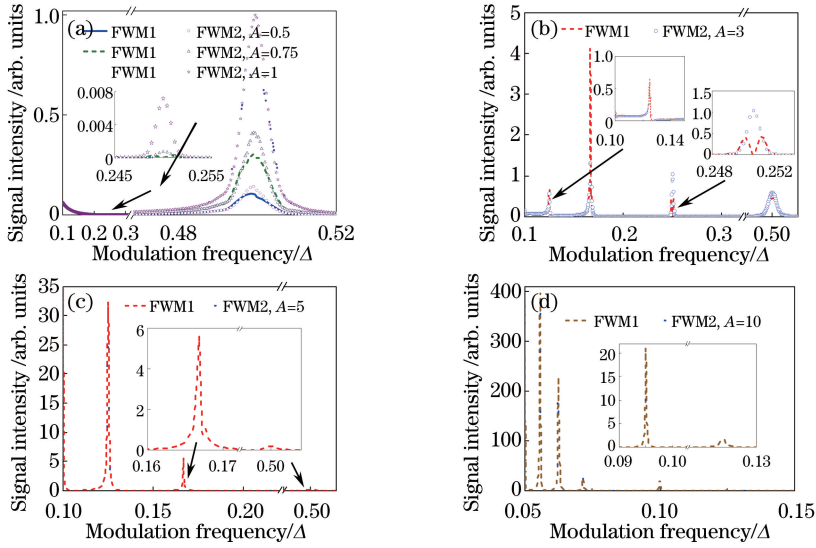 (a)
FWM1 FWM2, A=0.5
FWM1 FWM2, A=0.75
FWM1 FWM2, A=1
1.0
0.5
0
0.008
0.004
0
0.245 0.255
0.1 0.2 0.3 0.48 0.52
Signal intensity /arb. units
Modulation frequency/Δ
(b)
FWM1 FWM2, A=3
5
4
3
2
1
0
1.0
0.5
0
0.10 0.14
1.5
1.0
0.5
0
0.248 0.252
0.1 0.2 0.3 0.50
Signal intensity /arb. units
Modulation frequency/Δ
(c)
FWM1 FWM2, A=5
35
30
25
20
15
10
5
0
6
4
2
0
0.16 0.17 0.50
0.10 0.15 0.20 0.50
Signal intensity /arb. units
Modulation frequency/Δ
(d)
FWM1 FWM2, A=10
400
300
200
100
0
20
15
10
5
0
0.09 0.10 0.13
0.05 0.10 0.15
Signal intensity /arb. units
Modulation frequency/Δ